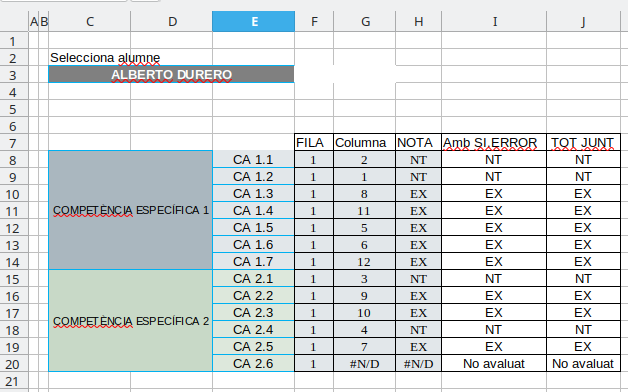 A B C D E F G H I J
1
2 Selecciona alumne
3 ALBERTO DURERO
4
5
6
7 FILA Columna NOTA Amb SI.ERROR TOT JUNT
8 CA 1.1 1 2 NT NT NT
9 CA 1.2 1 1 NT NT NT
10 CA 1.3 1 8 EX EX EX
11 COMPETÈNCIA ESPECÍFICA 1 CA 1.4 1 11 EX EX EX
12 CA 1.5 1 5 EX EX EX
13 CA 1.6 1 6 EX EX EX
14 CA 1.7 1 12 EX EX EX
15 CA 2.1 1 3 NT NT NT
16 CA 2.2 1 9 EX EX EX
17 CA 2.3 1 10 EX EX EX
18 COMPETÈNCIA ESPECÍFICA 2 CA 2.4 1 4 NT NT NT
19 CA 2.5 1 7 EX EX EX
20 CA 2.6 1 #N/D #N/D No avaluat No avaluat
21